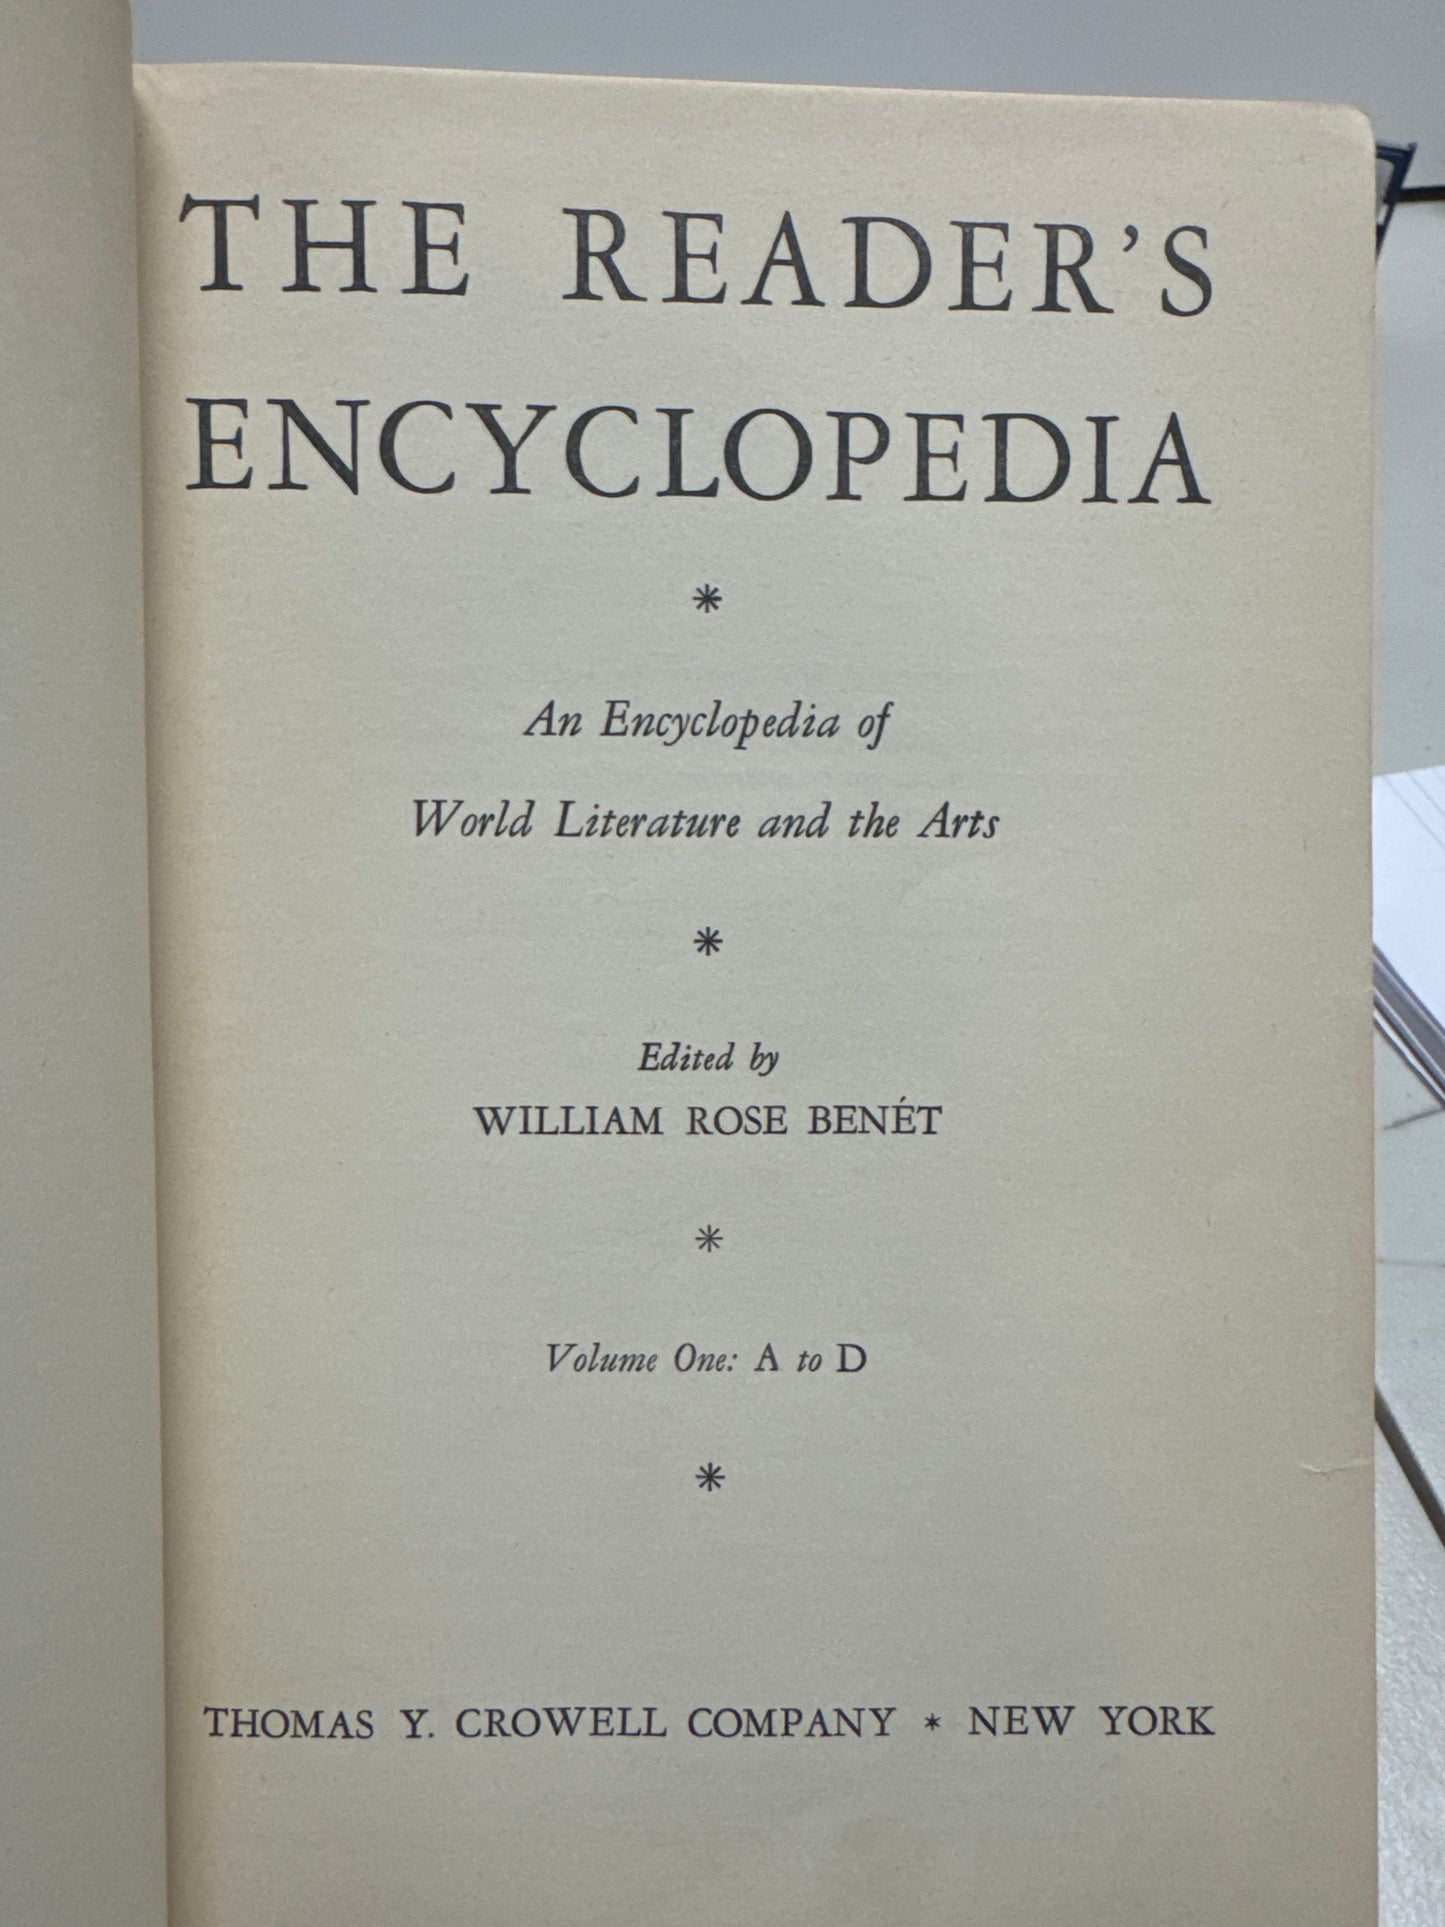 THE READER'S
ENCYCLOPEDIA
*
An Encyclopedia of
World Literature and the Arts
*
Edited by
WILLIAM ROSE BENÉT
*
Volume One: A to D
*
THOMAS Y. CROWELL COMPANY * NEW YORK